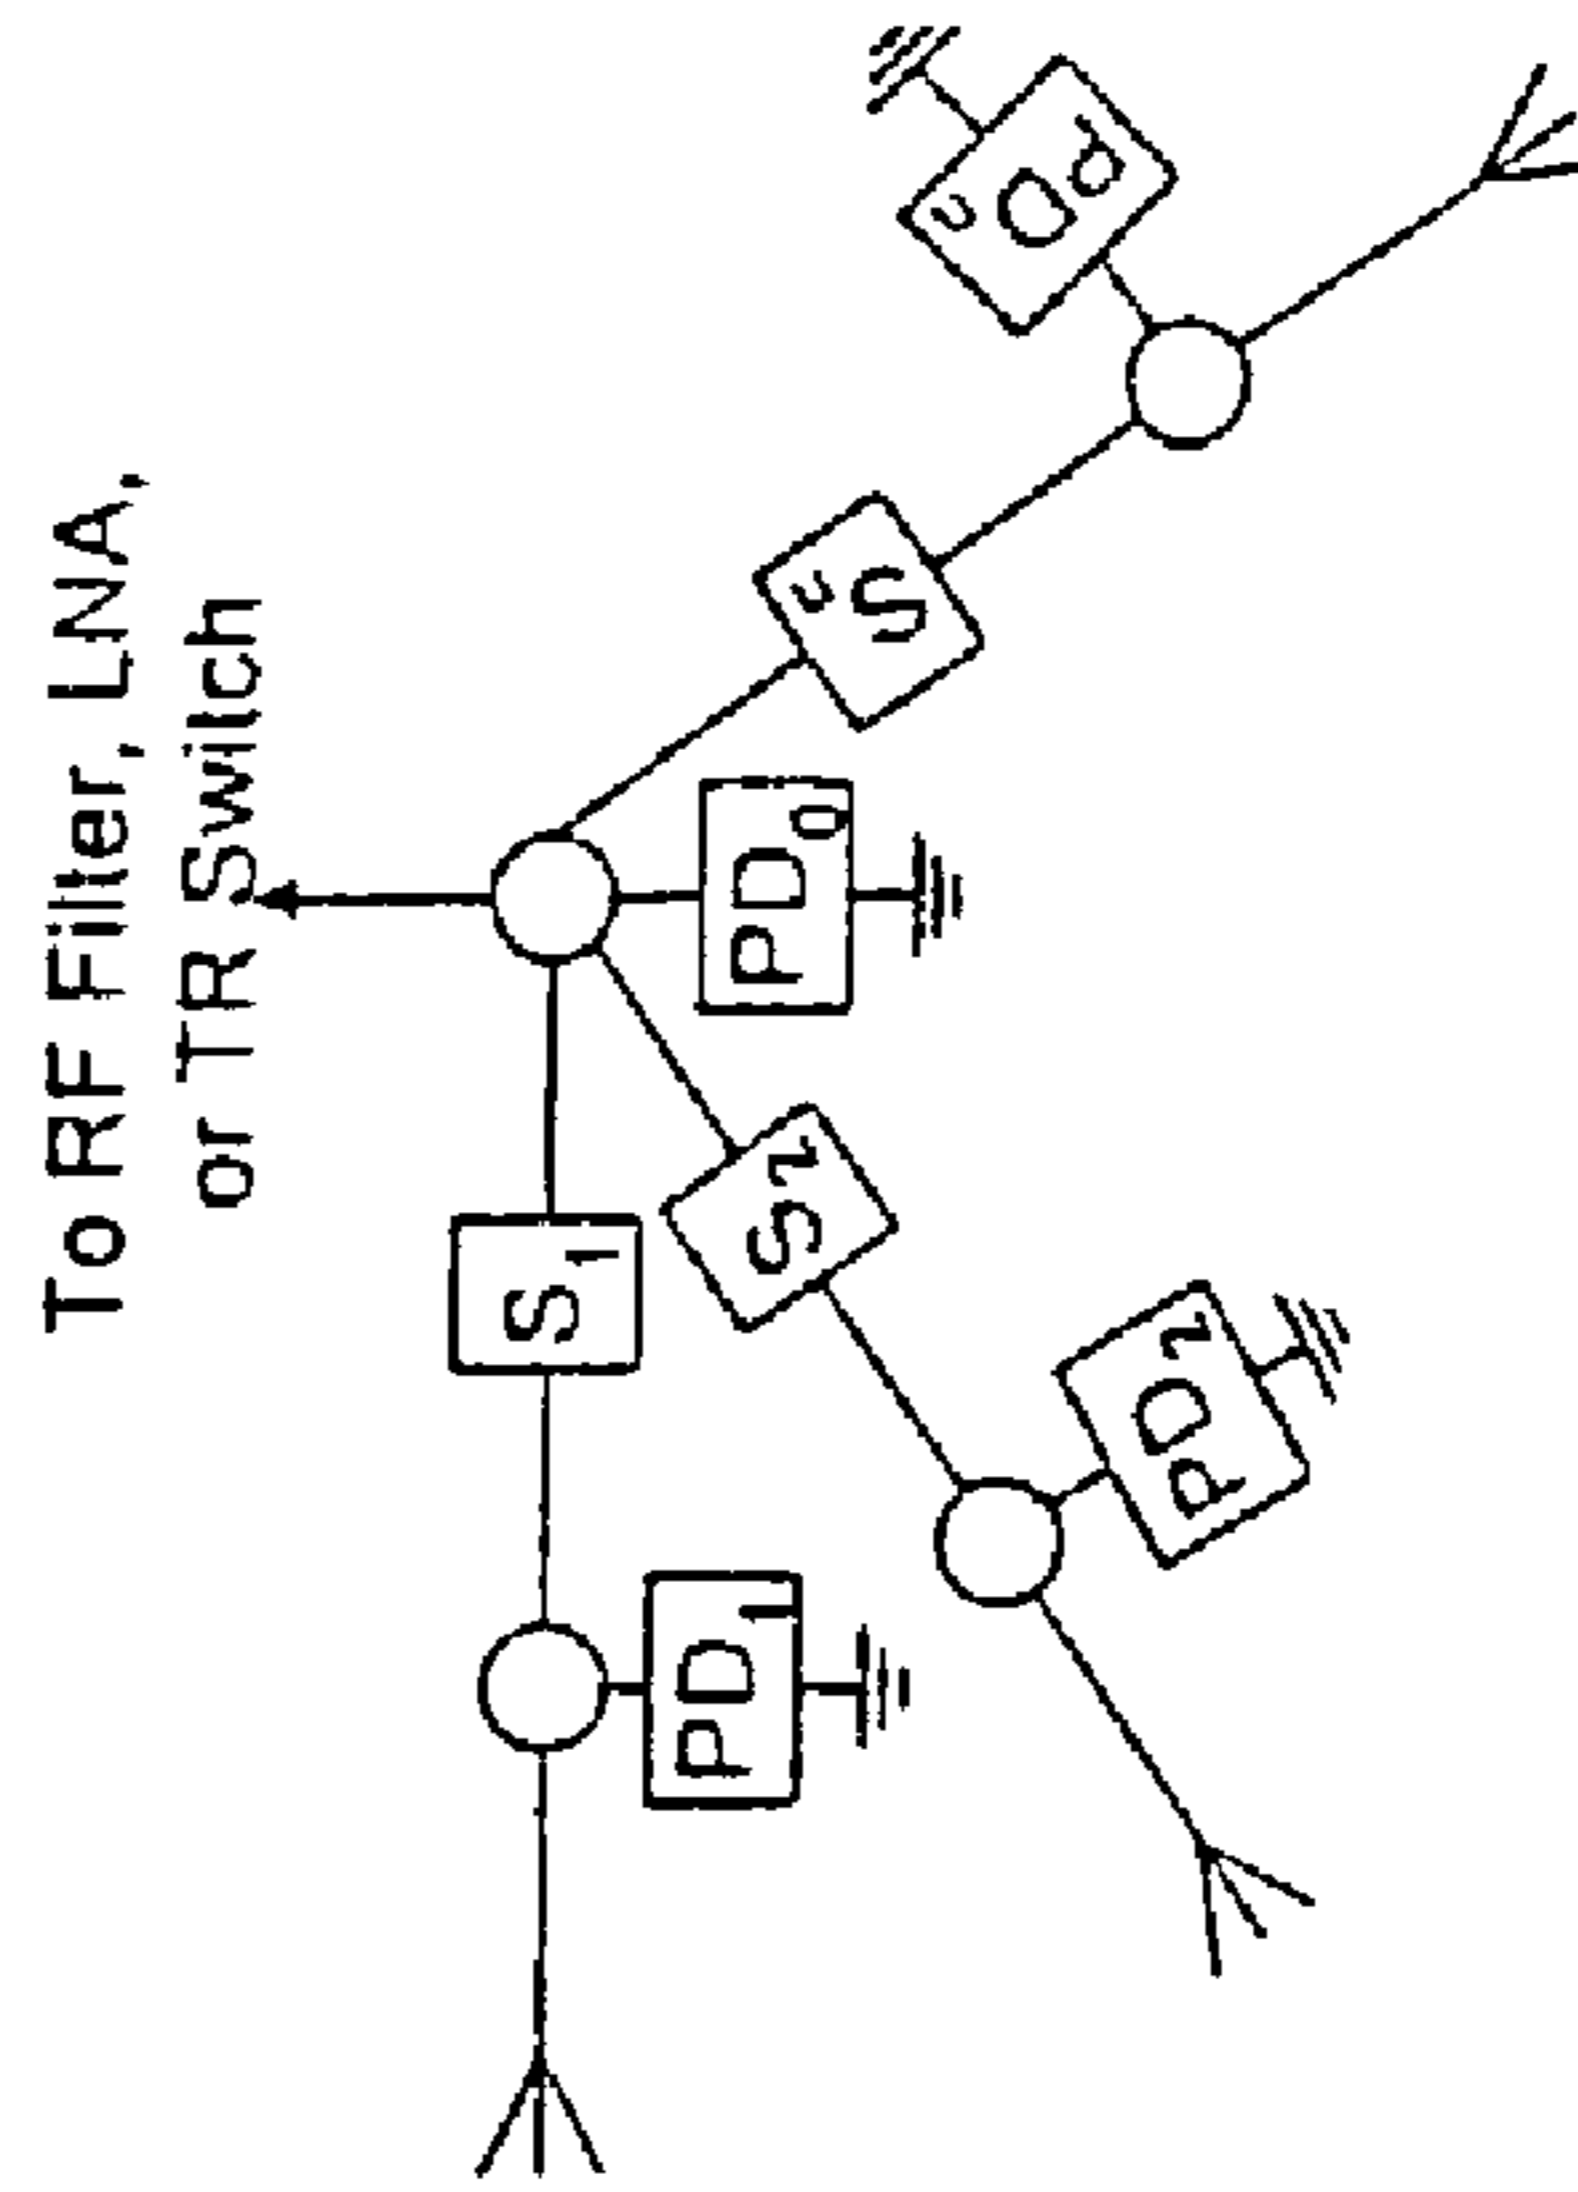 To RF Filter, LNA,
or TR Switch
S1
PD1
PD0
S2
Sn
PDn
PD2